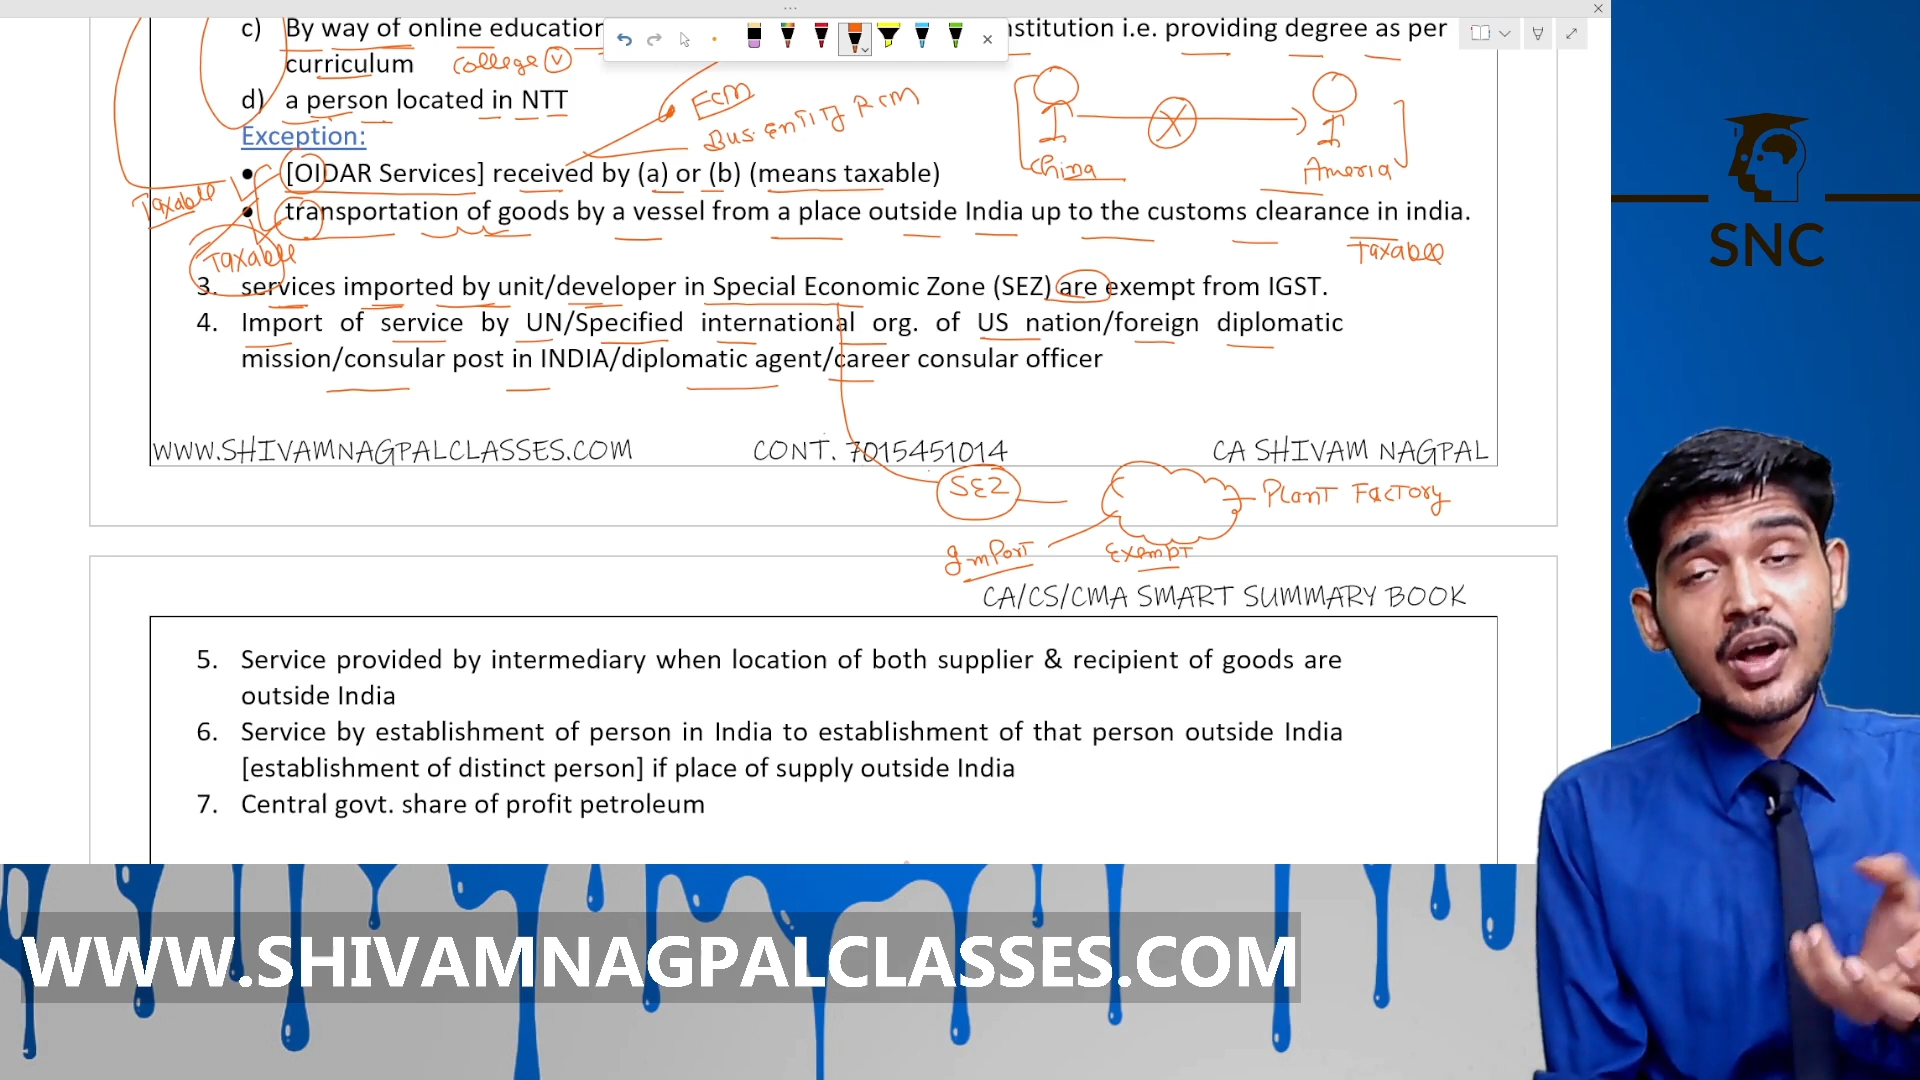 c) By way of online education stitution i.e. providing degree as per
curriculum college V
d) a person located in NTT
FCM
Bus. entity RCM
Exception:
• [OIDAR Services] received by (a) or (b) (means taxable)
China
America
Taxable
• transportation of goods by a vessel from a place outside India up to the customs clearance in india.
Taxable
Taxable
3. services imported by unit/developer in Special Economic Zone (SEZ) are exempt from IGST.
4. Import of service by UN/Specified international org. of US nation/foreign diplomatic
mission/consular post in INDIA/diplomatic agent/career consular officer
WWW.SHIVAMNAGPALCLASSES.COM CONT. 7015451014 CA SHIVAM NAGPAL
SEZ
Plant Factory
Import
Exempt
CA/CS/CMA SMART SUMMARY BOOK
5. Service provided by intermediary when location of both supplier & recipient of goods are
outside India
6. Service by establishment of person in India to establishment of that person outside India
[establishment of distinct person] if place of supply outside India
7. Central govt. share of profit petroleum
SNC
WWW.SHIVAMNAGPALCLASSES.COM